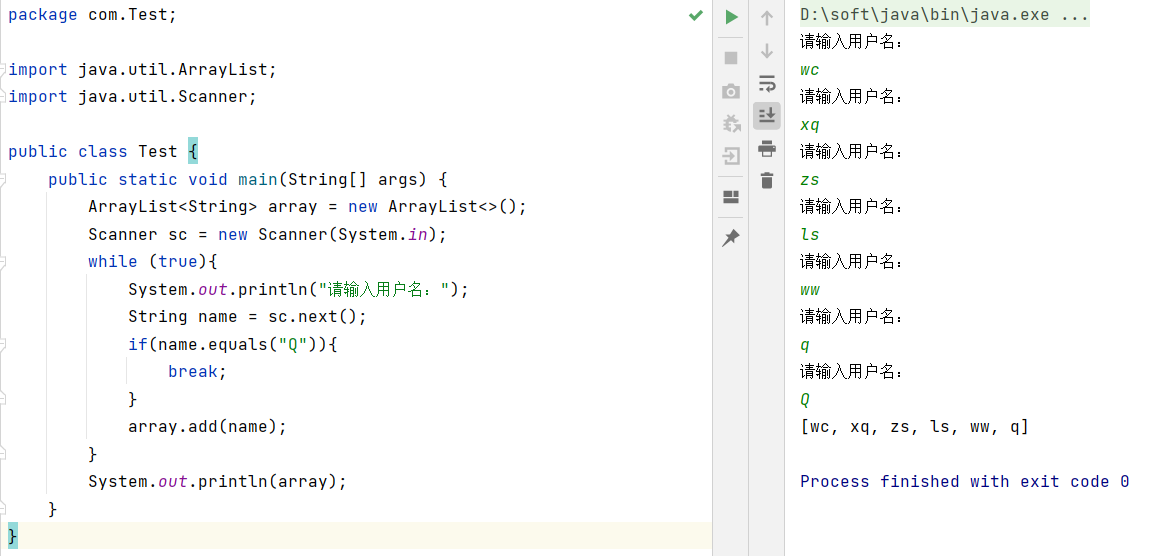 package com.Test;
import java.util.ArrayList;
import java.util.Scanner;
public class Test {
public static void main(String[] args) {
ArrayList<String> array = new ArrayList<>();
Scanner sc = new Scanner(System.in);
while (true){
System.out.println("请输入用户名：");
String name = sc.next();
if(name.equals("Q")){
break;
}
array.add(name);
}
System.out.println(array);
}
}
D:\soft\java\bin\java.exe ...
请输入用户名：
wc
请输入用户名：
xq
请输入用户名：
zs
请输入用户名：
ls
请输入用户名：
ww
请输入用户名：
q
请输入用户名：
Q
[wc, xq, zs, ls, ww, q]
Process finished with exit code 0